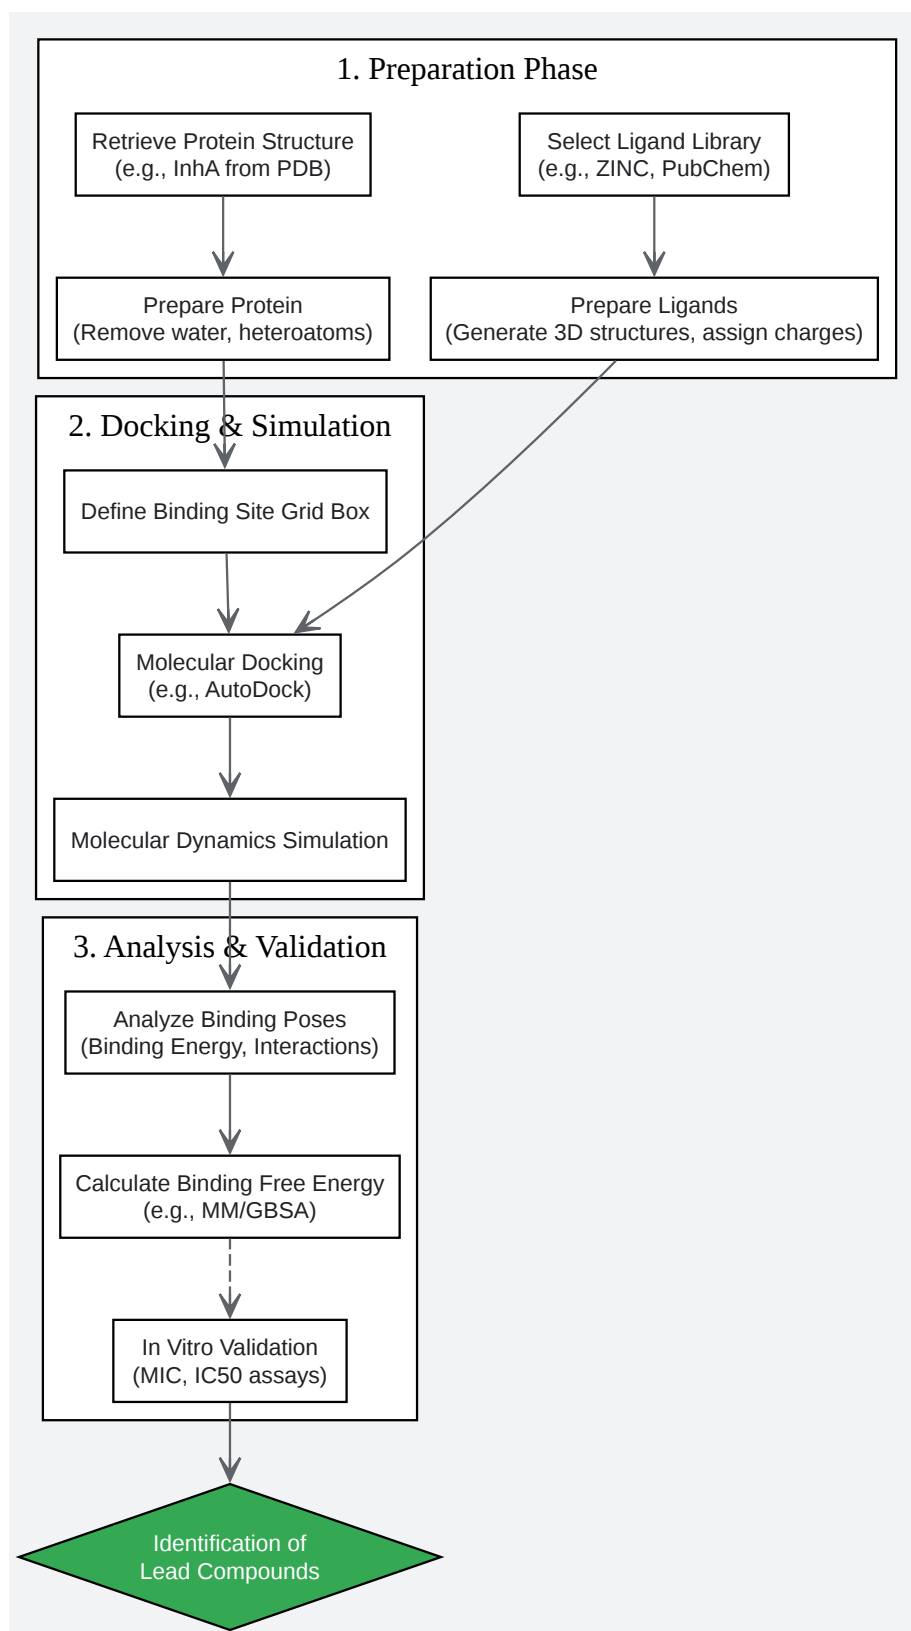 1. Preparation Phase
Retrieve Protein Structure
(e.g., InhA from PDB)
Select Ligand Library
(e.g., ZINC, PubChem)
Prepare Protein
(Remove water, heteroatoms)
Prepare Ligands
(Generate 3D structures, assign charges)
2. Docking & Simulation
Define Binding Site Grid Box
Molecular Docking
(e.g., AutoDock)
Molecular Dynamics Simulation
3. Analysis & Validation
Analyze Binding Poses
(Binding Energy, Interactions)
Calculate Binding Free Energy
(e.g., MM/GBSA)
In Vitro Validation
(MIC, IC50 assays)
Identification of
Lead Compounds